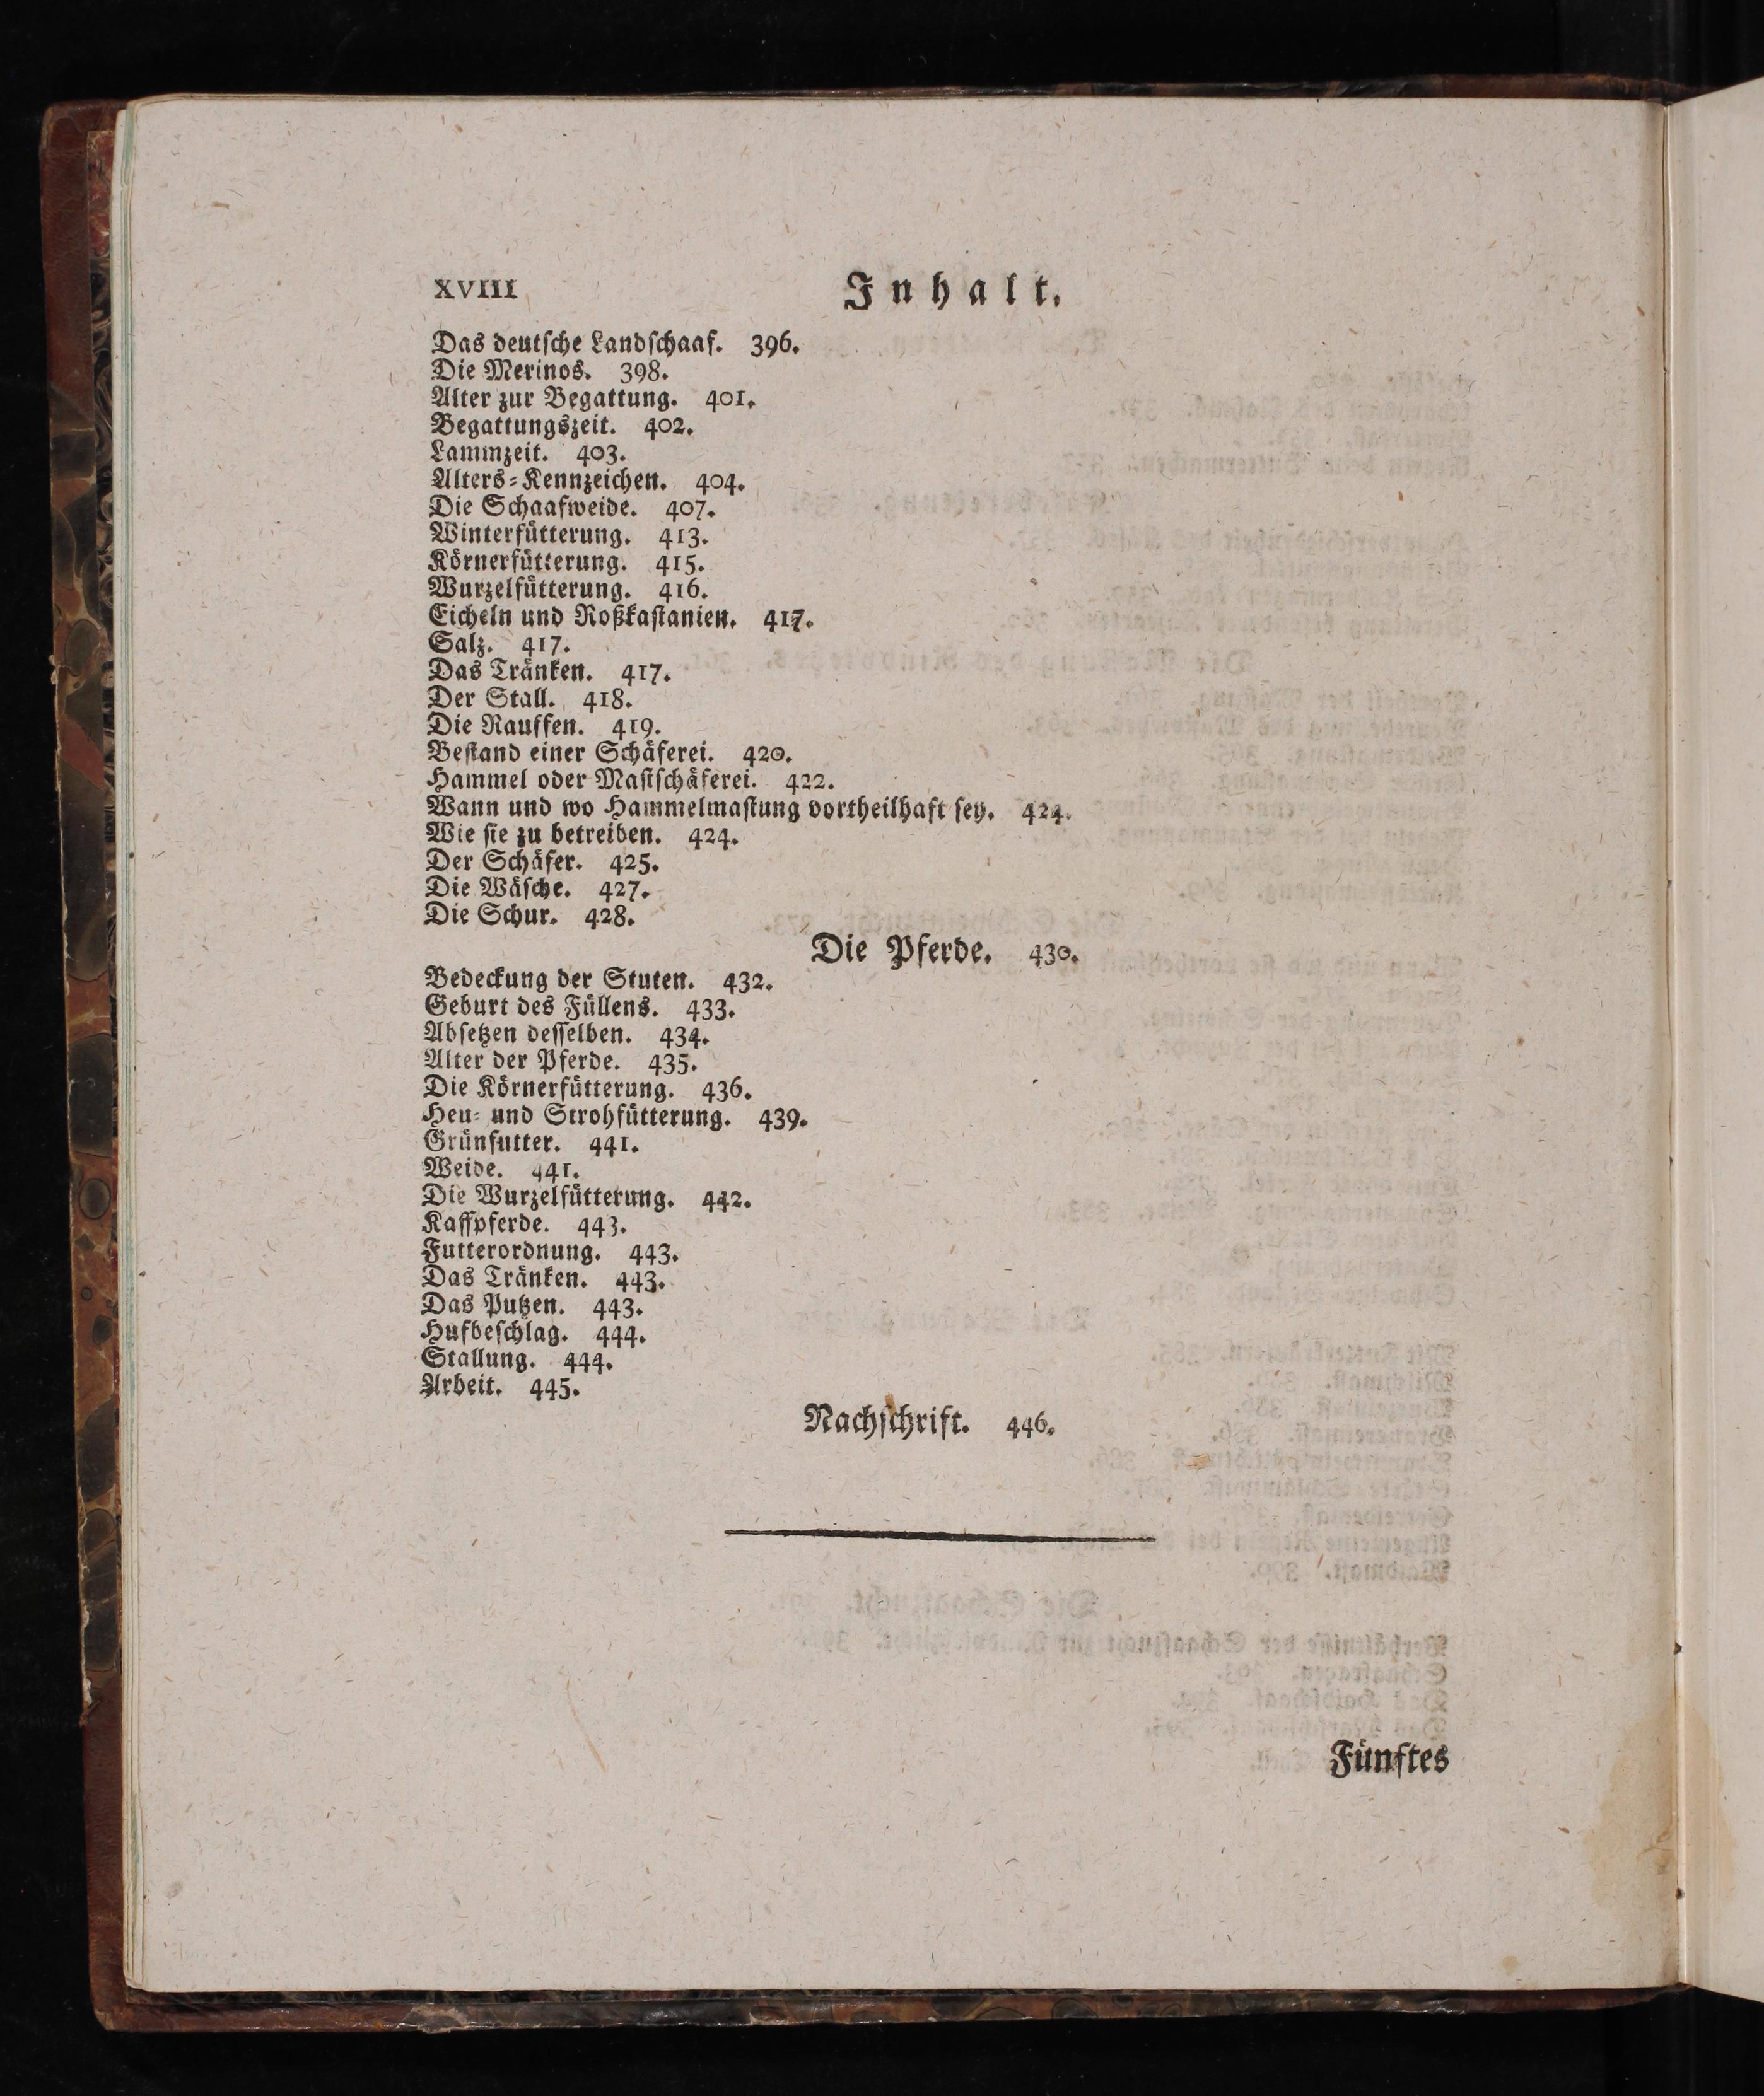 XVIII Inhalt.
Das deutſche Landſchaaf. 396.
Die Merinos. 398.
Alter zur Begattung. 401.
Begattungszeit. 402.
Lammzeit. 403.
Alters-Kennzeichen. 404.
Die Schaafweide. 407.
Winterfütterung. 413.
Körnerfütterung. 415.
Wurzelfütterung. 416.
Eicheln und Roßkaſtanien. 417.
Salz. 417.
Das Tränken. 417.
Der Stall. 418.
Die Rauffen. 419.
Beſtand einer Schäferei. 420.
Hammel oder Maſtſchäferei. 422.
Wann und wo Hammelmaſtung vortheilhaft ſey. 424.
Wie ſie zu betreiben. 424.
Der Schäfer. 425.
Die Wäſche. 427.
Die Schur. 428.
Die Pferde. 430.
Bedeckung der Stuten. 432.
Geburt des Füllens. 433.
Abſetzen deſſelben. 434.
Alter der Pferde. 435.
Die Körnerfütterung. 436.
Heu- und Strohfütterung. 439.
Grünfutter. 441.
Weide. 441.
Die Wurzelfütterung. 442.
Kaffpferde. 443.
Futterordnung. 443.
Das Tränken. 443.
Das Putzen. 443.
Hufbeſchlag. 444.
Stallung. 444.
Arbeit. 445.
Nachſchrift. 446.
Fünftes